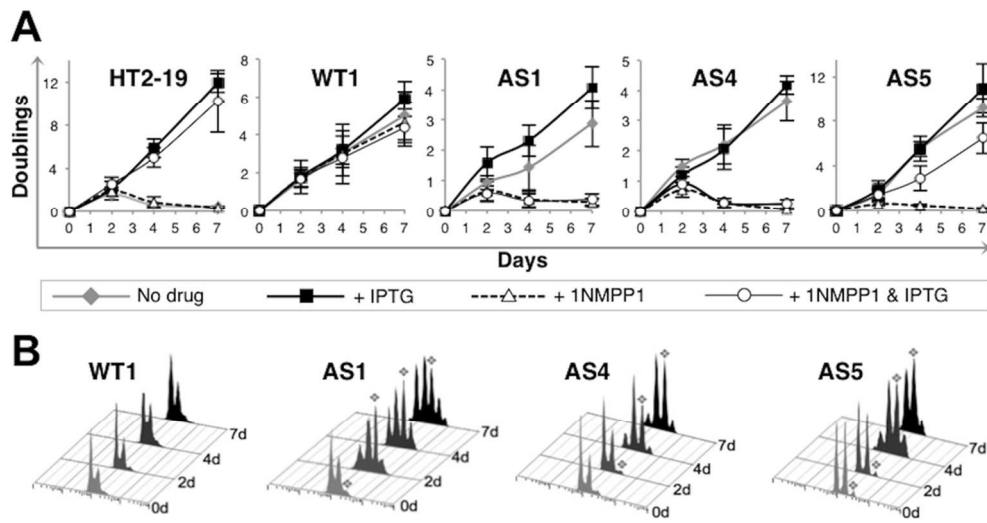 A
HT2-19 WT1 AS1 AS4 AS5
Doublings
12 8 4 0
8 6 4 2 0
5 4 3 2 1 0
5 4 3 2 1 0
12 8 4 0
0 1 2 3 4 5 6 7 0 1 2 3 4 5 6 7 0 1 2 3 4 5 6 7 0 1 2 3 4 5 6 7 0 1 2 3 4 5 6 7
Days
No drug + IPTG + 1NMPP1 + 1NMPP1 & IPTG
B
WT1 AS1 AS4 AS5
7d 7d 7d 7d
4d 4d 4d 4d
2d 2d 2d 2d
0d 0d 0d 0d